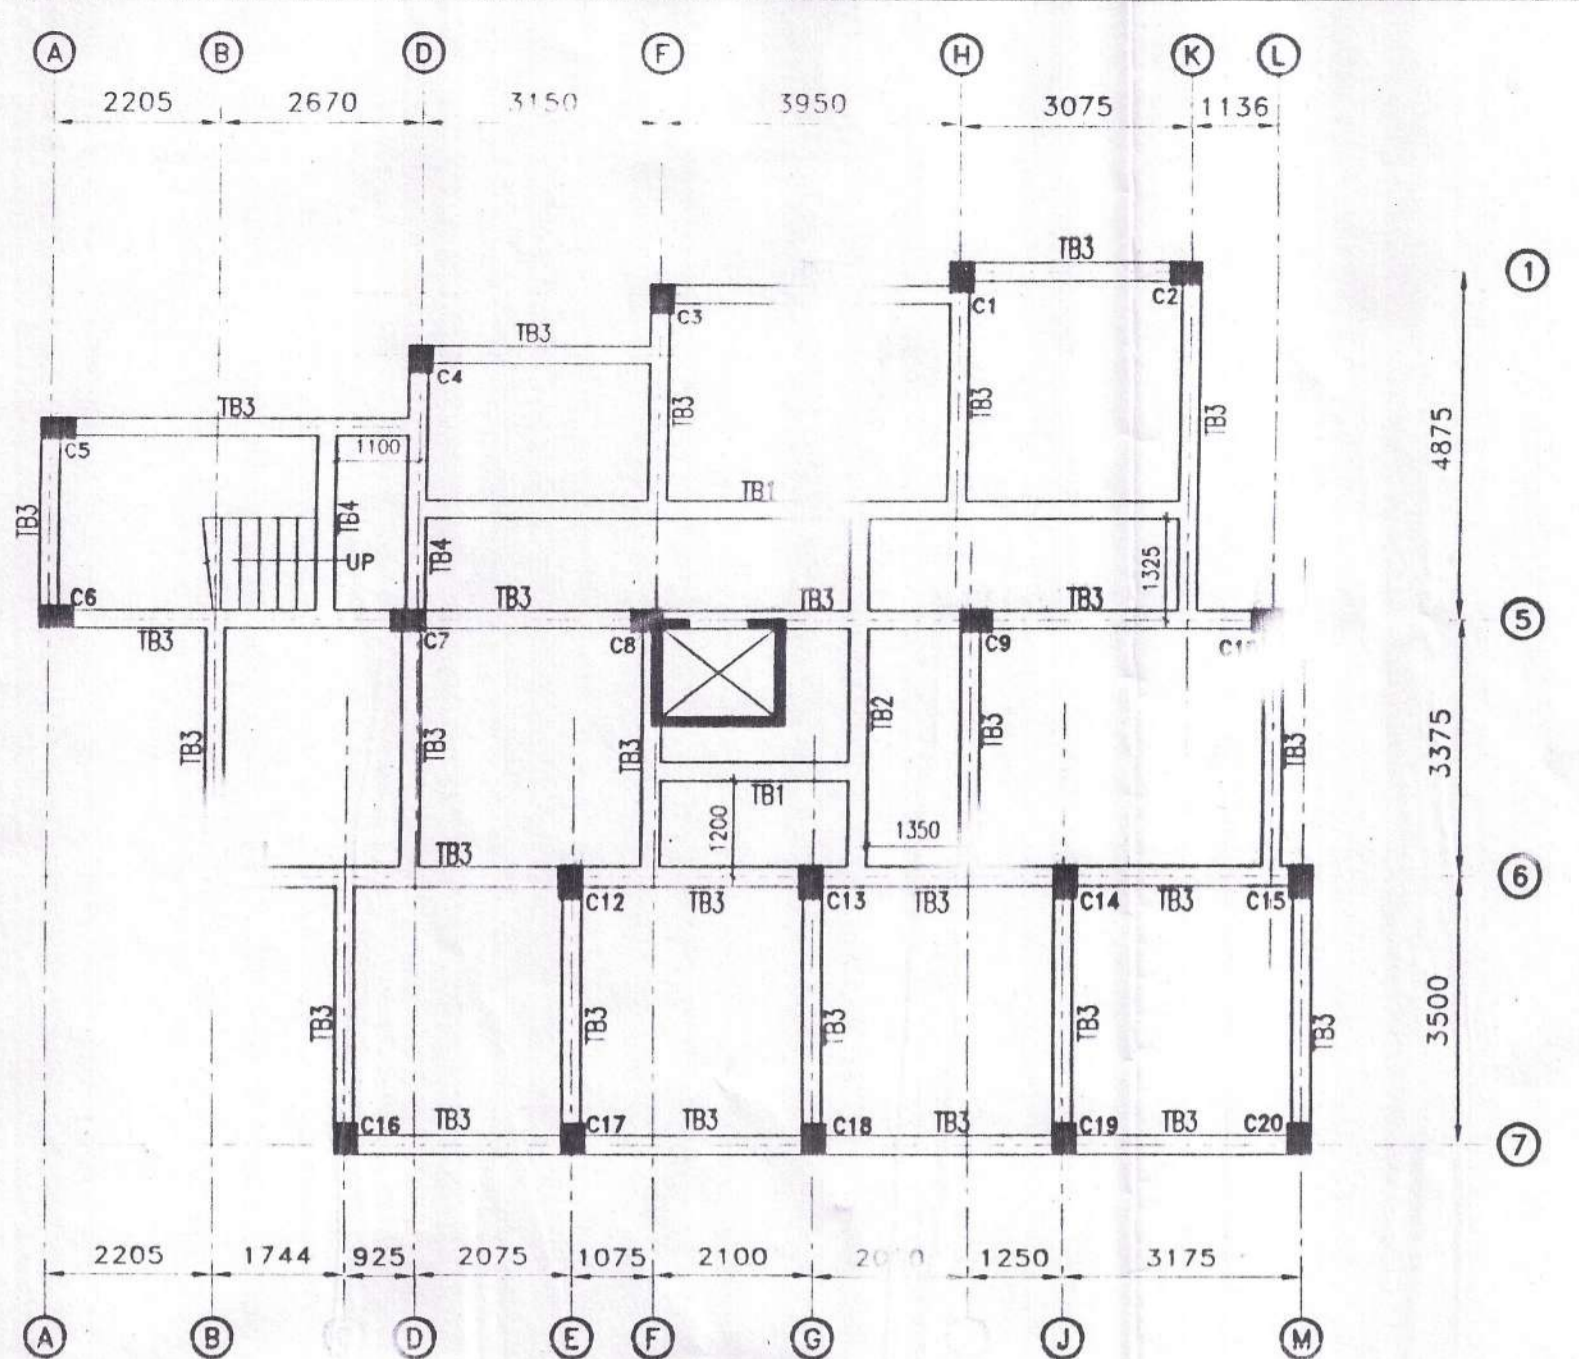 A B D F H K L
2205 2670 3150 3950 3075 1136
TB3
1
C1 C2
C3
TB3
C4
TB3 TB3 TB3
TB3
C5
1100
4875
TB1
TB3 TB4
UP TB4
1325
C6
TB3 TB3 TB3
5
TB3 C7 C8 C9
TB2
TB3 TB3 TB3 TB3 TB3
3375
TB1
1200 1350
TB3
6
C12 TB3 C13 TB3 C14 TB3 C15
TB3 TB3 TB3 TB3 TB3
3500
C16 TB3 C17 TB3 C18 TB3 C19 TB3 C20
7
2205 1744 925 2075 1075 2100 1250 3175
A B D E F G J M